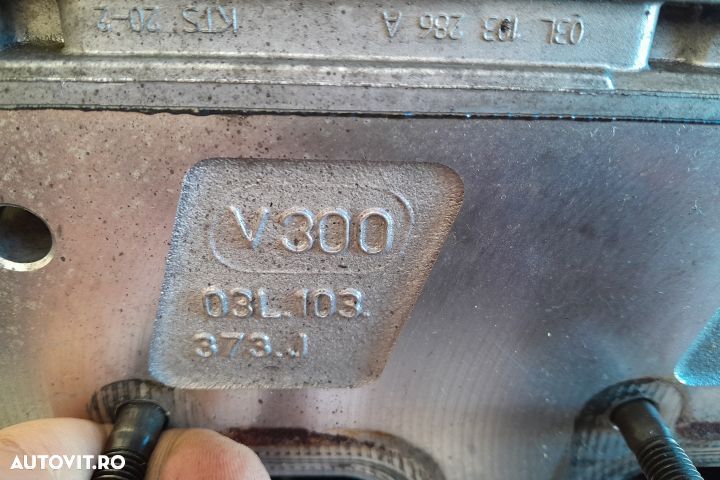 03L 103 286 A KTS 20-2
V300
03L.103.
373.J
AUTOVIT.RO